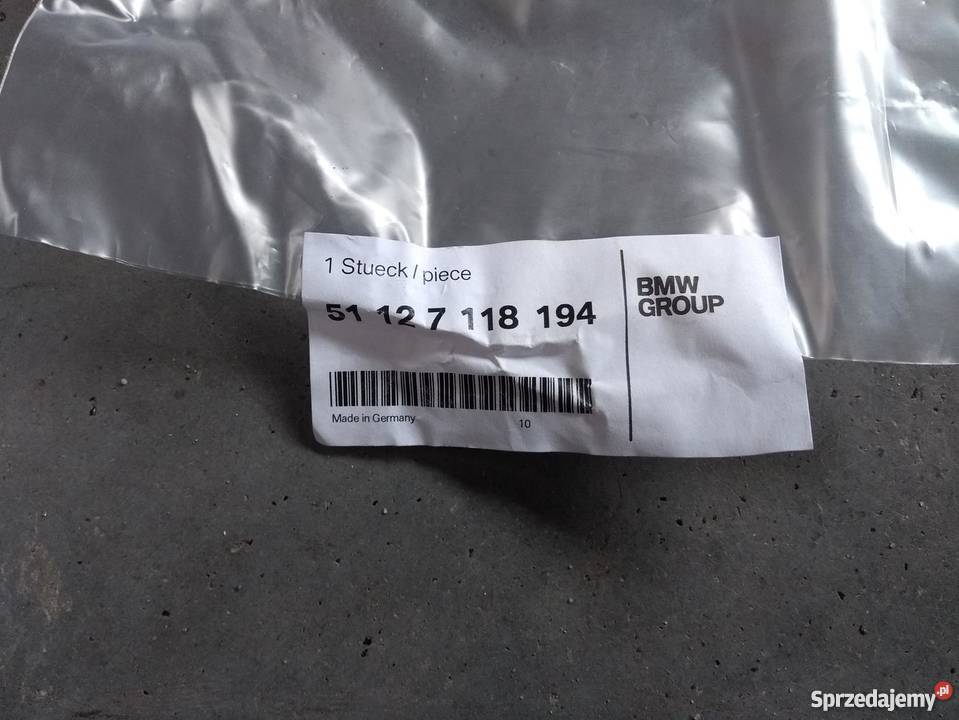 1 Stueck / piece
51 12 7 118 194
BMW
GROUP
Made in Germany
10
Sprzedajemy.pl